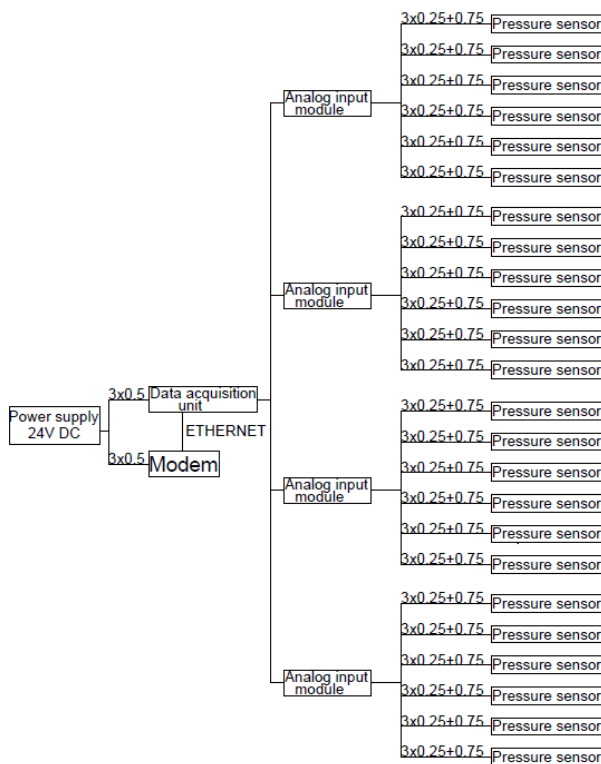 3x0.25+0.75 Pressure sensor
3x0.25+0.75 Pressure sensor
3x0.25+0.75 Pressure sensor
Analog input
module
3x0.25+0.75 Pressure sensor
3x0.25+0.75 Pressure sensor
3x0.25+0.75 Pressure sensor
3x0.25+0.75 Pressure sensor
3x0.25+0.75 Pressure sensor
3x0.25+0.75 Pressure sensor
Analog input
module
3x0.25+0.75 Pressure sensor
3x0.25+0.75 Pressure sensor
3x0.25+0.75 Pressure sensor
Power supply
24V DC
3x0.5
Data acquisition
unit
ETHERNET
3x0.5
Modem
3x0.25+0.75 Pressure sensor
3x0.25+0.75 Pressure sensor
3x0.25+0.75 Pressure sensor
Analog input
module
3x0.25+0.75 Pressure sensor
3x0.25+0.75 Pressure sensor
3x0.25+0.75 Pressure sensor
3x0.25+0.75 Pressure sensor
3x0.25+0.75 Pressure sensor
3x0.25+0.75 Pressure sensor
Analog input
module
3x0.25+0.75 Pressure sensor
3x0.25+0.75 Pressure sensor
3x0.25+0.75 Pressure sensor